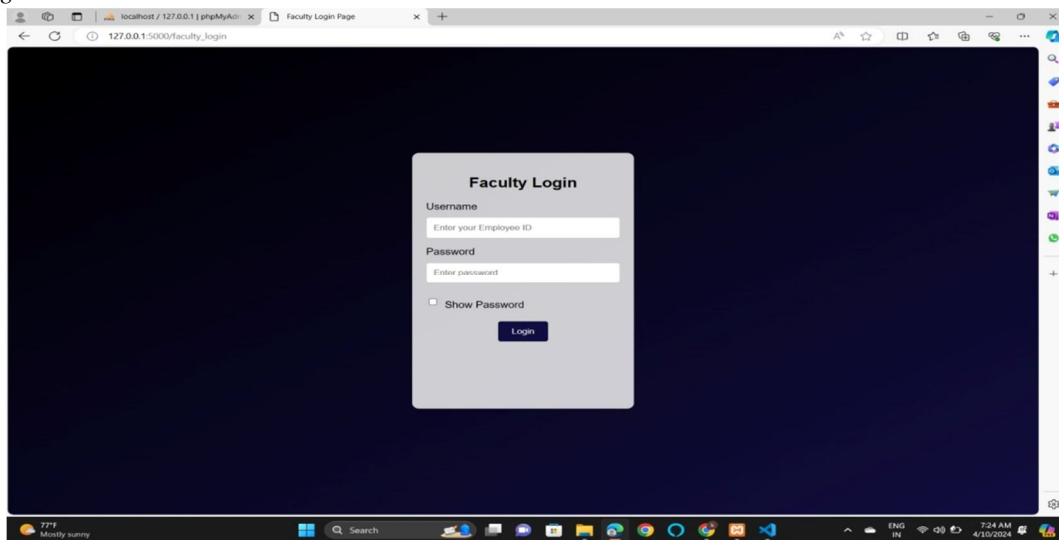 localhost / 127.0.0.1 | phpMyAdm
Faculty Login Page
127.0.0.1:5000/faculty_login
Faculty Login
Username
Enter your Employee ID
Password
Enter password
Show Password
Login
77°F
Mostly sunny
Search
ENG
IN
7:24 AM
4/10/2024